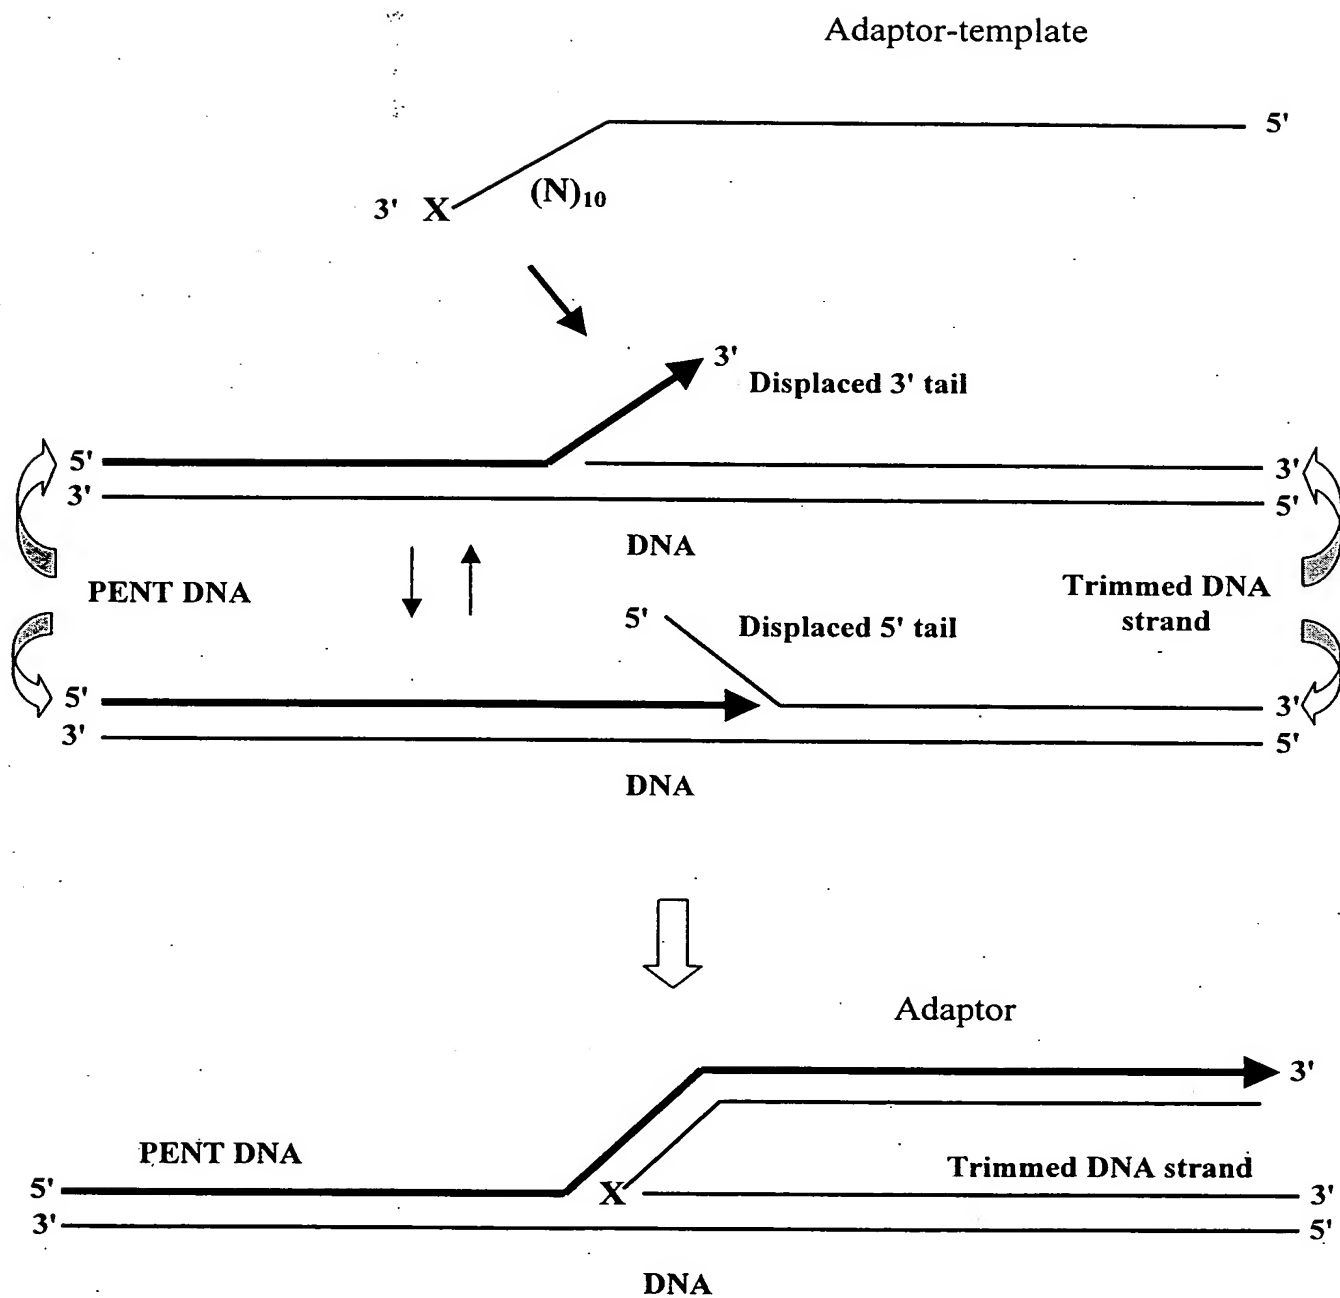 Adaptor-template
5'
3' X (N)10
3'
Displaced 3' tail
5' 3'
3' 5'
DNA
PENT DNA
Trimmed DNA
strand
5' Displaced 5' tail
5' 3'
3' 5'
DNA
Adaptor
3'
PENT DNA
Trimmed DNA strand
5' X 3'
3' 5'
DNA